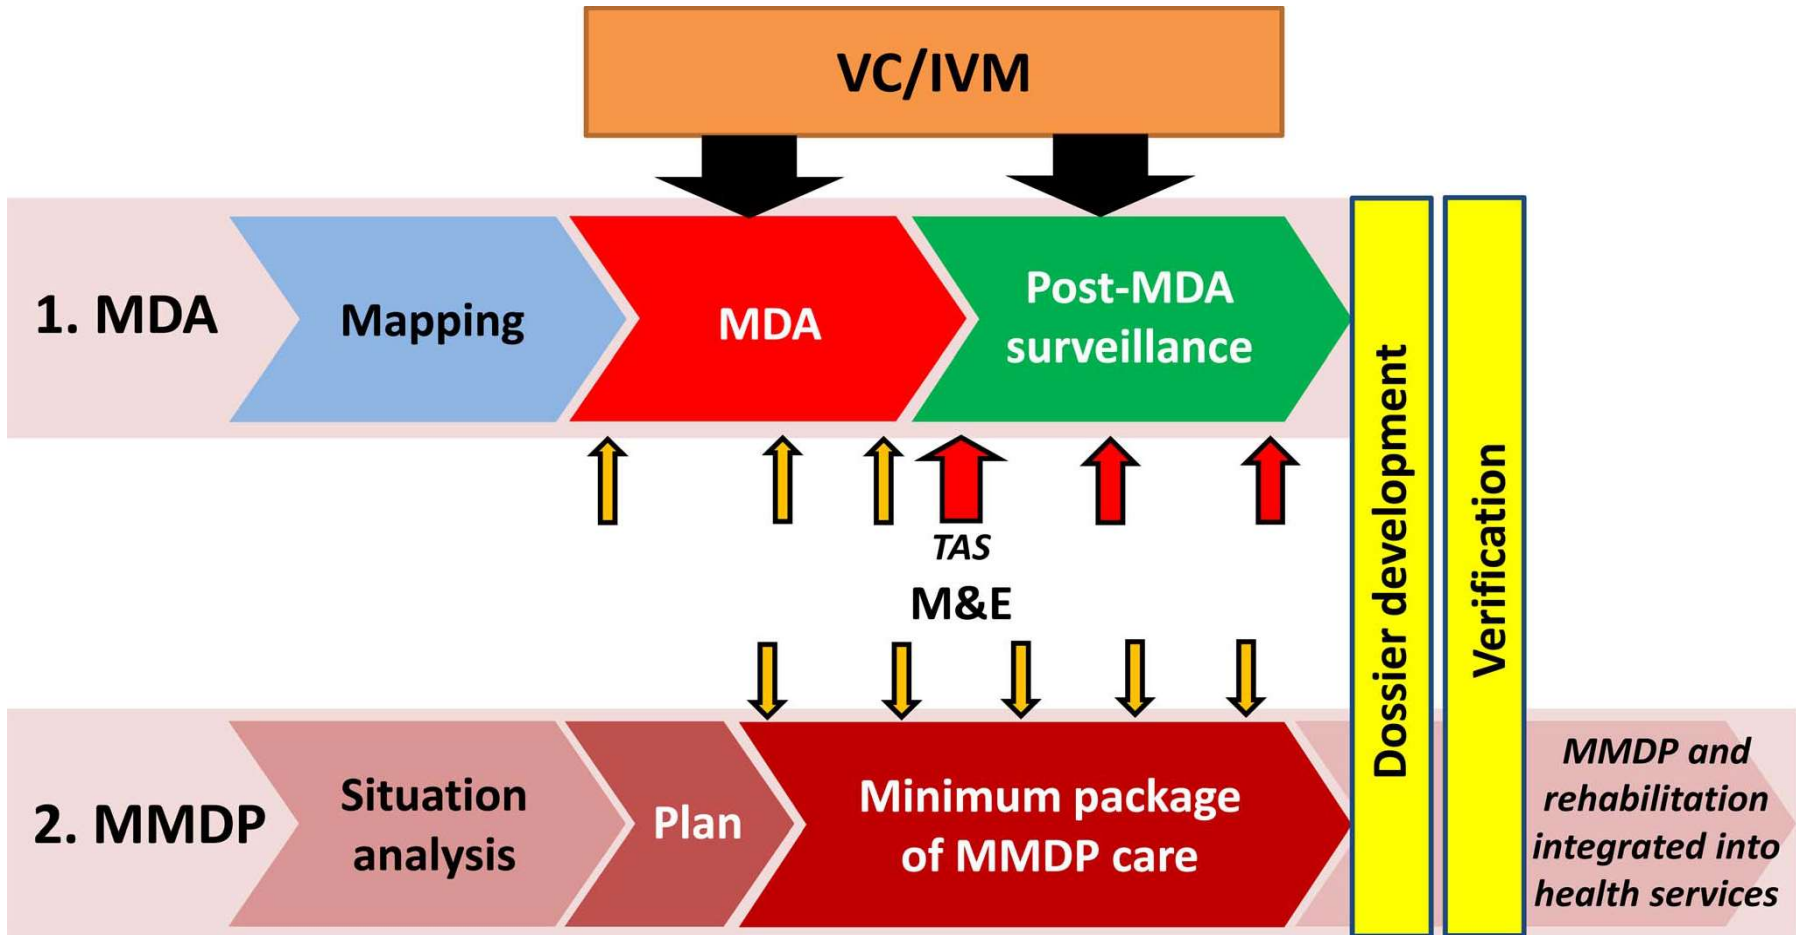 VC/IVM
1. MDA
Mapping
MDA
Post-MDA
surveillance
TAS
M&E
Dossier development
Verification
2. MMDP
Situation
analysis
Plan
Minimum package
of MMDP care
MMDP and
rehabilitation
integrated into
health services